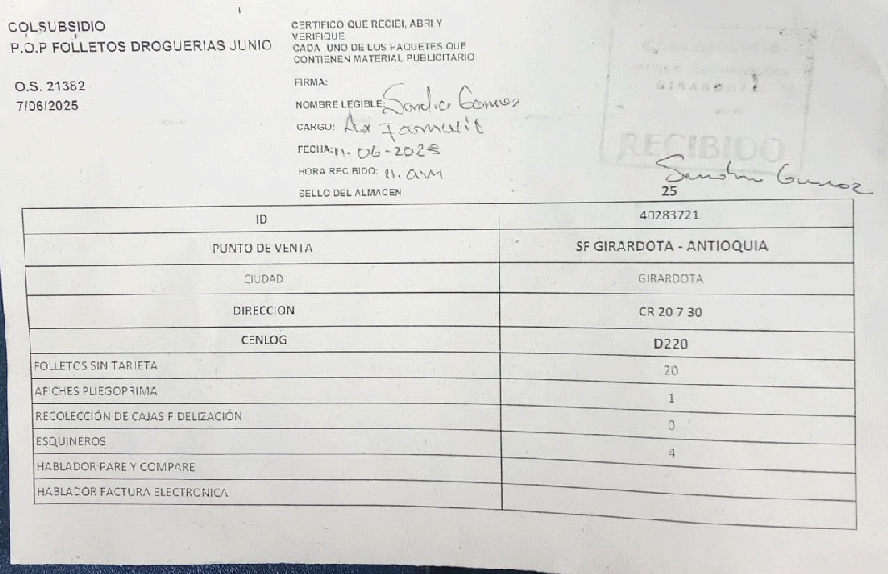 COLSUBSIDIO
P.O.P FOLLETOS DROGUERIAS JUNIO
O.S. 21382
7/06/2025
CERTIFICO QUE RECIBI, ABRI Y
VERIFIQUE
CADA UNO DE LOS PAQUETES QUE
CONTIENEN MATERIAL PUBLICITARIO
FIRMA:
NOMBRE LEGIBLE: Sandra Gomez
CARGO: Ax
FECHA: 11-06-2025
HORA RECIBIDO: 11. am
SELLO DEL ALMACEN
GIRARDOTA
RECIBIDO
Sandra Gomez
25
ID 40283721
PUNTO DE VENTA SF GIRARDOTA - ANTIOQUIA
CIUDAD GIRARDOTA
DIRECCION CR 20 7 30
CENLOG D220
FOLLETOS SIN TARJETA 20
AFICHES PLIEGOPRIMA 1
RECOLECCIÓN DE CAJAS FIDELIZACIÓN 0
ESQUINEROS 4
HABLADOR PARE Y COMPARE
HABLADOR FACTURA ELECTRONICA